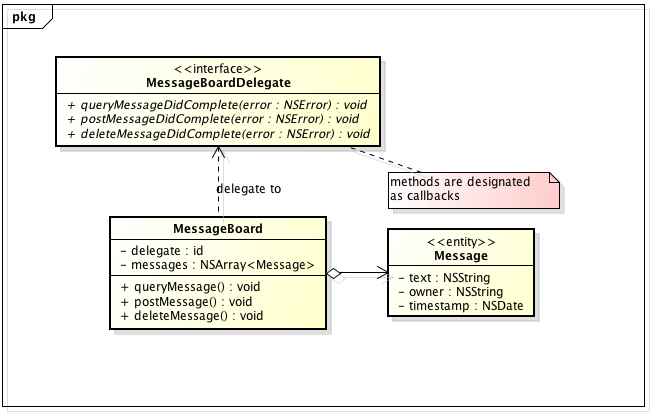 pkg
<<interface>>
MessageBoardDelegate
+ queryMessageDidComplete(error : NSError) : void
+ postMessageDidComplete(error : NSError) : void
+ deleteMessageDidComplete(error : NSError) : void
delegate to
methods are designated
as callbacks
MessageBoard
- delegate : id
- messages : NSArray<Message>
+ queryMessage() : void
+ postMessage() : void
+ deleteMessage() : void
<<entity>>
Message
- text : NSString
- owner : NSString
- timestamp : NSDate